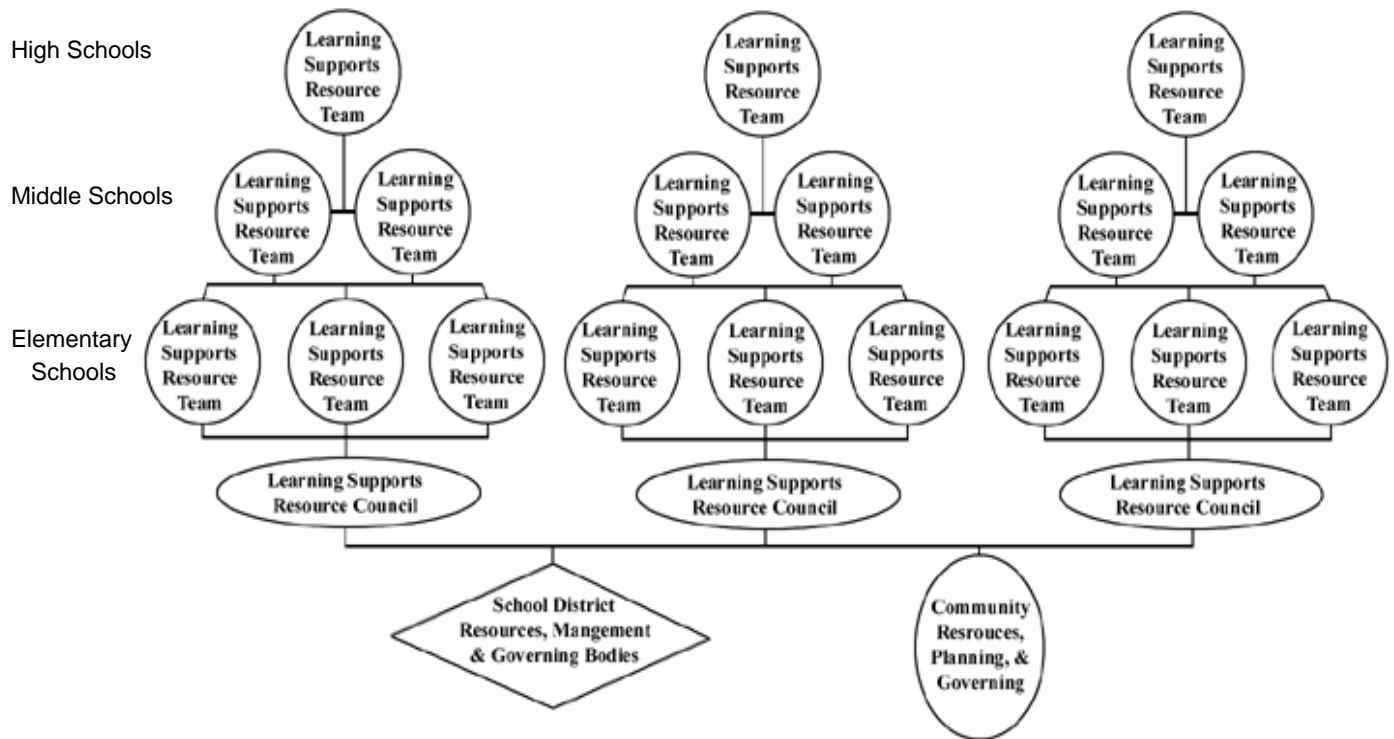 High Schools
Learning
Supports
Resource
Team
Learning
Supports
Resource
Team
Learning
Supports
Resource
Team
Middle Schools
Learning
Supports
Resource
Team
Learning
Supports
Resource
Team
Learning
Supports
Resource
Team
Learning
Supports
Resource
Team
Learning
Supports
Resource
Team
Learning
Supports
Resource
Team
Elementary
Schools
Learning
Supports
Resource
Team
Learning
Supports
Resource
Team
Learning
Supports
Resource
Team
Learning
Supports
Resource
Team
Learning
Supports
Resource
Team
Learning
Supports
Resource
Team
Learning
Supports
Resource
Team
Learning
Supports
Resource
Team
Learning
Supports
Resource
Team
Learning Supports
Resource Council
Learning Supports
Resource Council
Learning Supports
Resource Council
School District
Resources, Mangement
& Governing Bodies
Community
Resrouces,
Planning, &
Governing